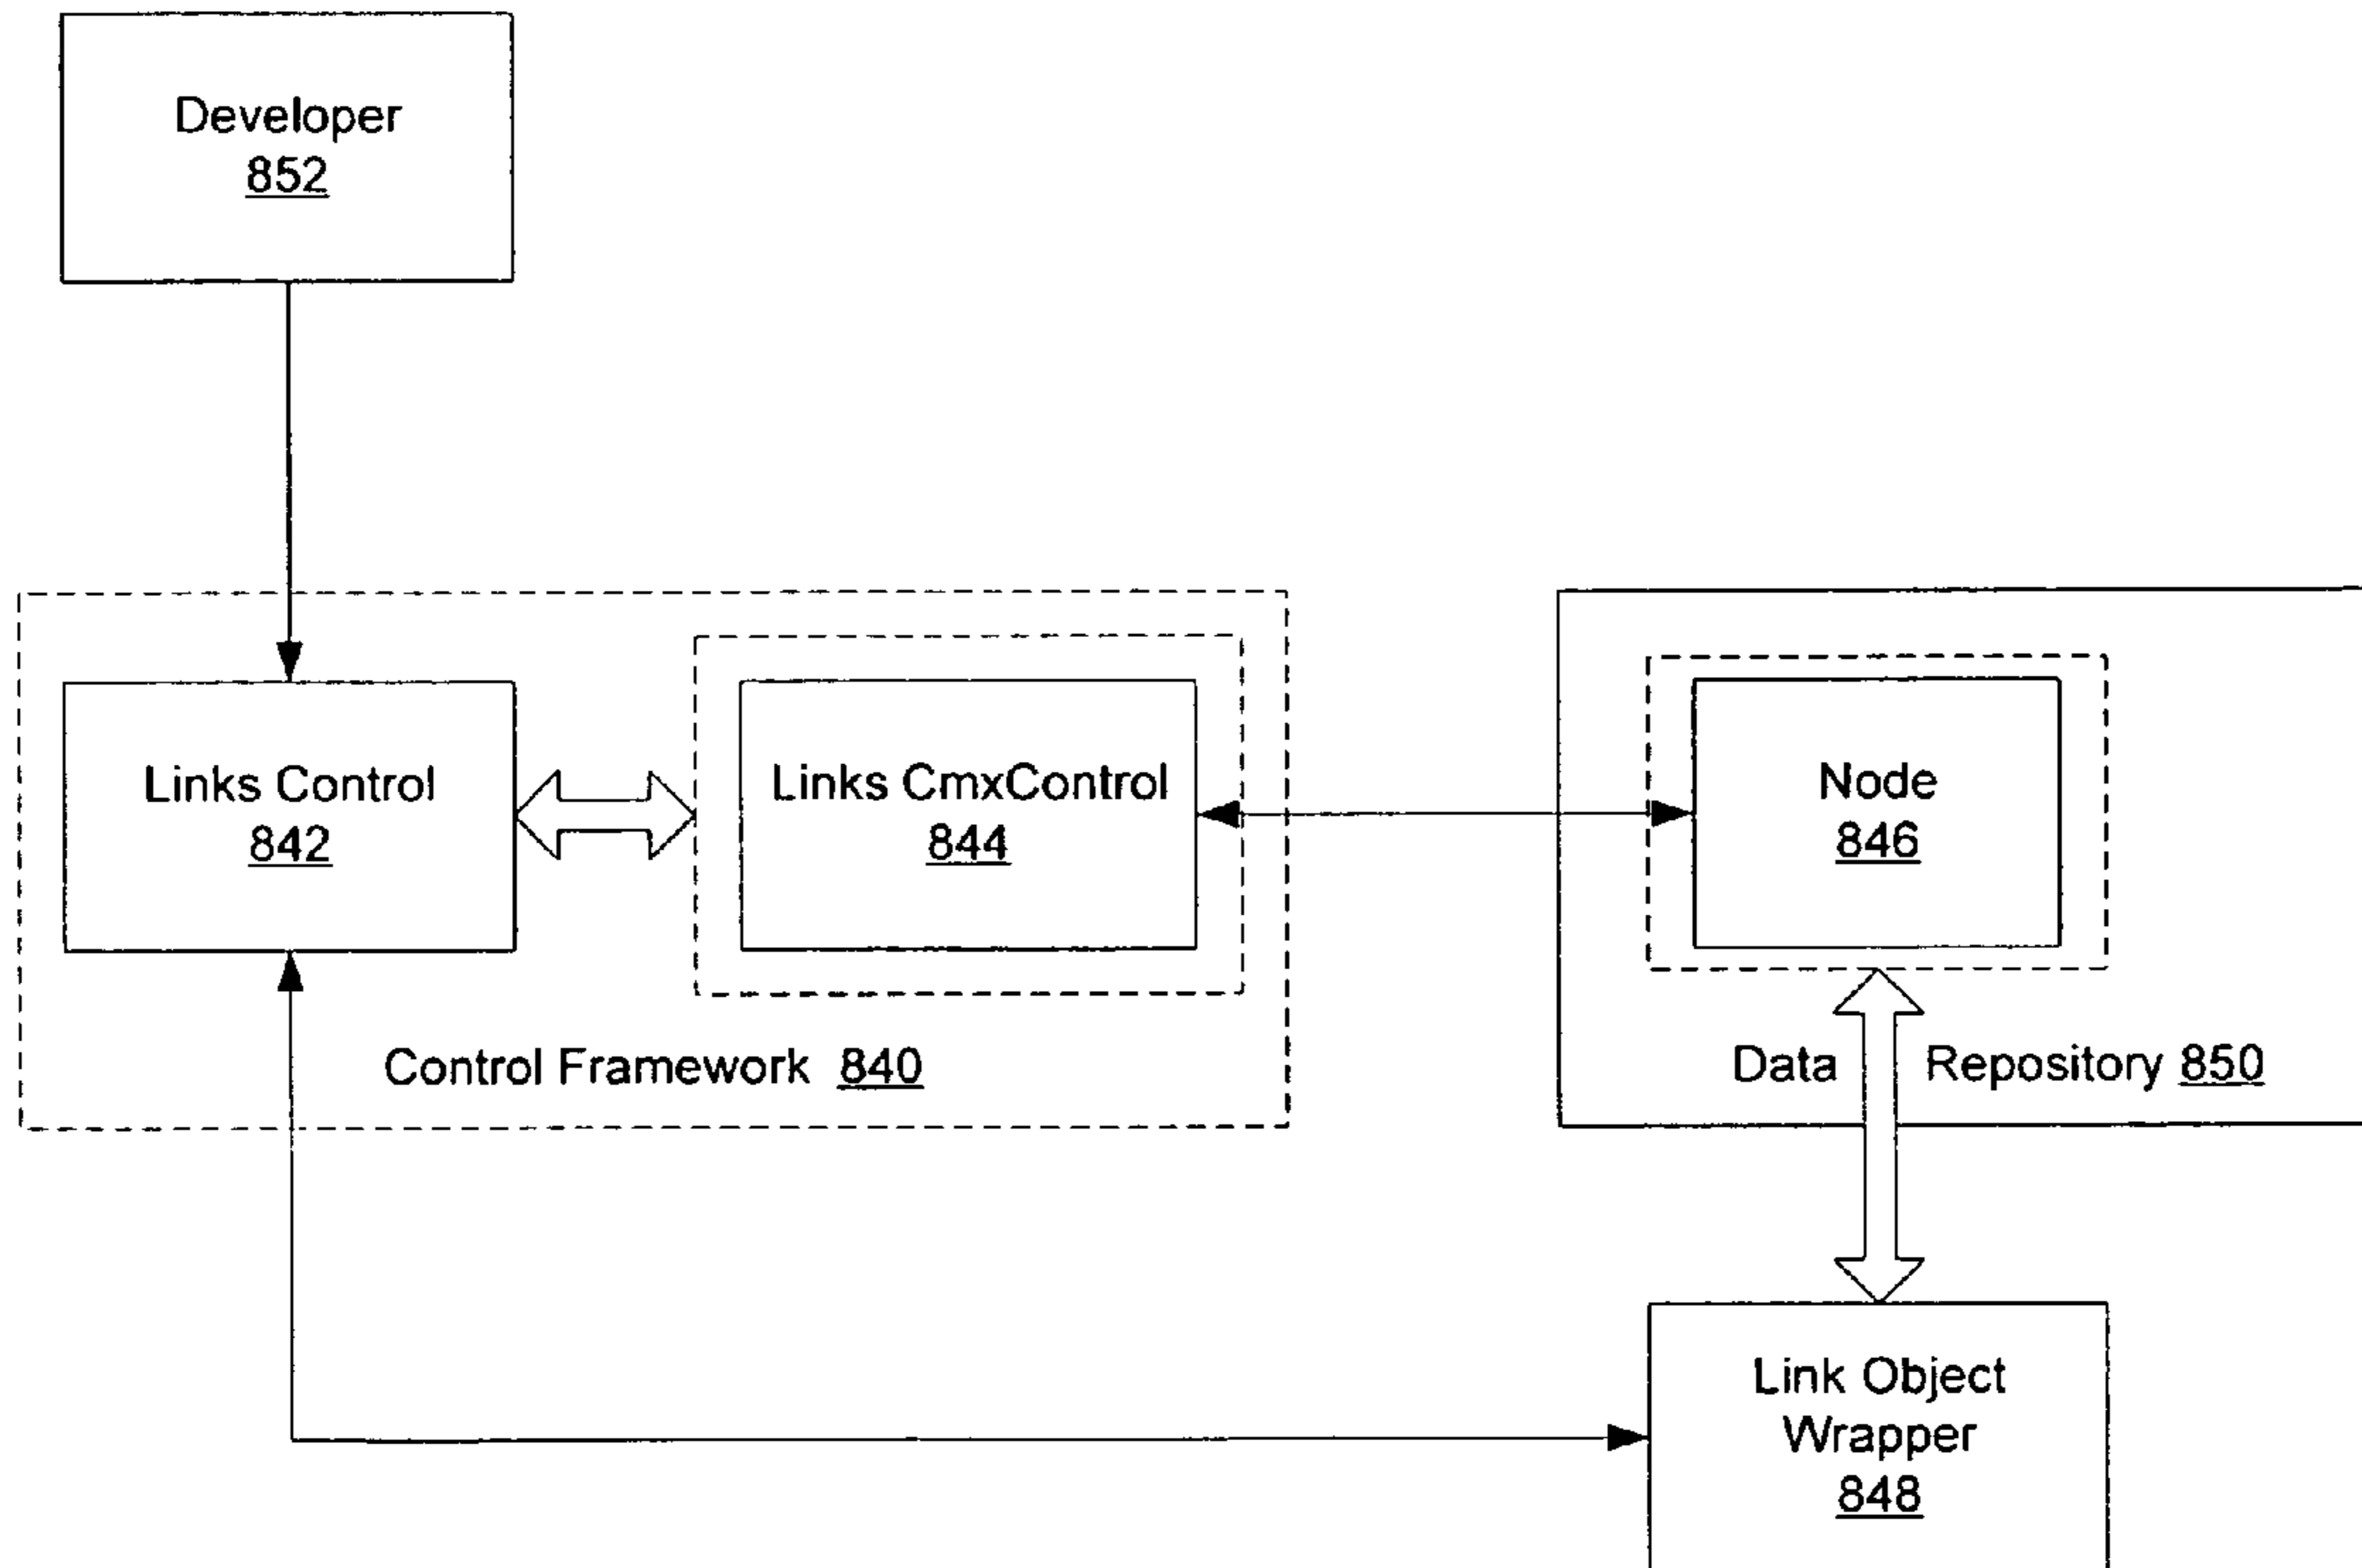 Developer
852
Links Control
842
Links CmxControl
844
Node
846
Control Framework 840
Data Repository 850
Link Object
Wrapper
848